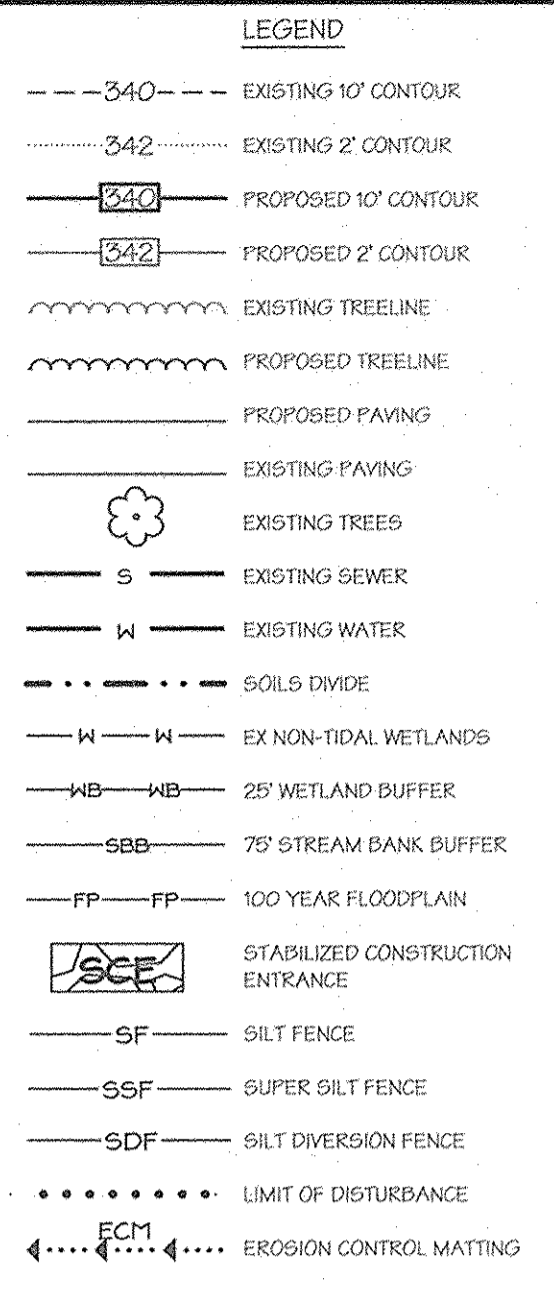 LEGEND
340 EXISTING 10' CONTOUR
342 EXISTING 2' CONTOUR
340 PROPOSED 10' CONTOUR
342 PROPOSED 2' CONTOUR
EXISTING TREELINE
PROPOSED TREELINE
PROPOSED PAVING
EXISTING PAVING
EXISTING TREES
S EXISTING SEWER
W EXISTING WATER
SOILS DIVIDE
W W EX NON-TIDAL WETLANDS
WB WB 25' WETLAND BUFFER
SBB 75' STREAM BANK BUFFER
FP FP 100 YEAR FLOODPLAIN
SCE STABILIZED CONSTRUCTION
ENTRANCE
SF SILT FENCE
SSF SUPER SILT FENCE
SDF SILT DIVERSION FENCE
LIMIT OF DISTURBANCE
ECM EROSION CONTROL MATTING